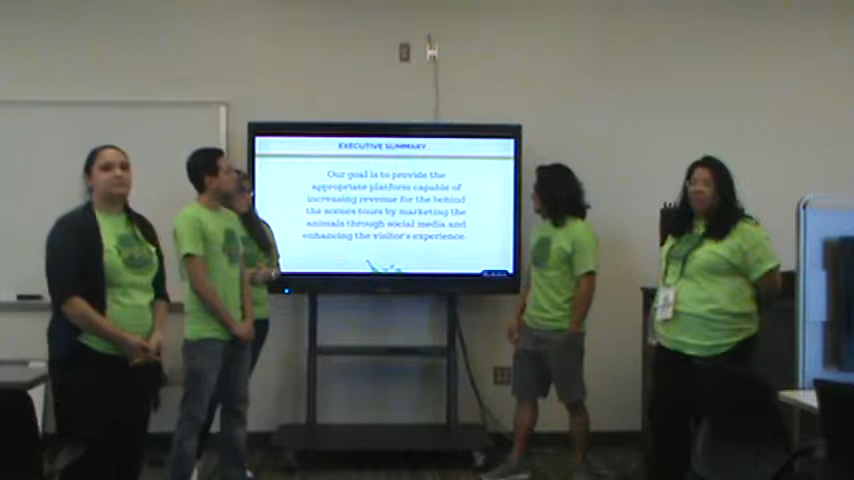 EXECUTIVE SUMMARY
Our goal is to provide the
appropriate platform capable of
increasing revenue for the behind
the scenes tours by marketing the
animals through social media and
enhancing the visitor's experience.